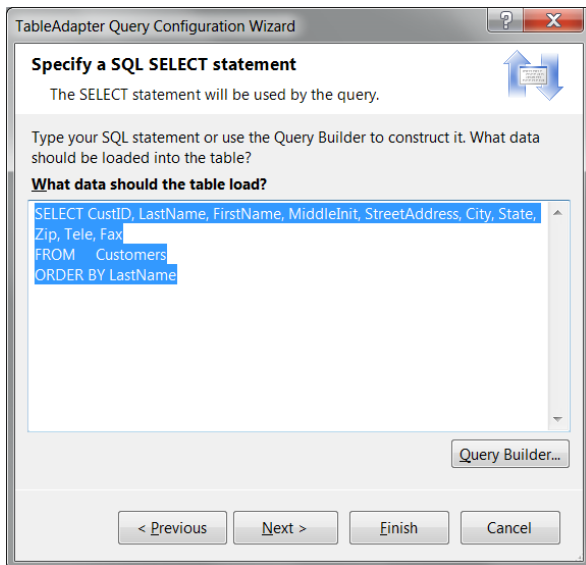 TableAdapter Query Configuration Wizard
Specify a SQL SELECT statement
The SELECT statement will be used by the query.
Type your SQL statement or use the Query Builder to construct it. What data
should be loaded into the table?
What data should the table load?
SELECT CustID, LastName, FirstName, MiddleInit, StreetAddress, City, State,
Zip, Tele, Fax
FROM Customers
ORDER BY LastName
Query Builder...
< Previous Next > Finish Cancel